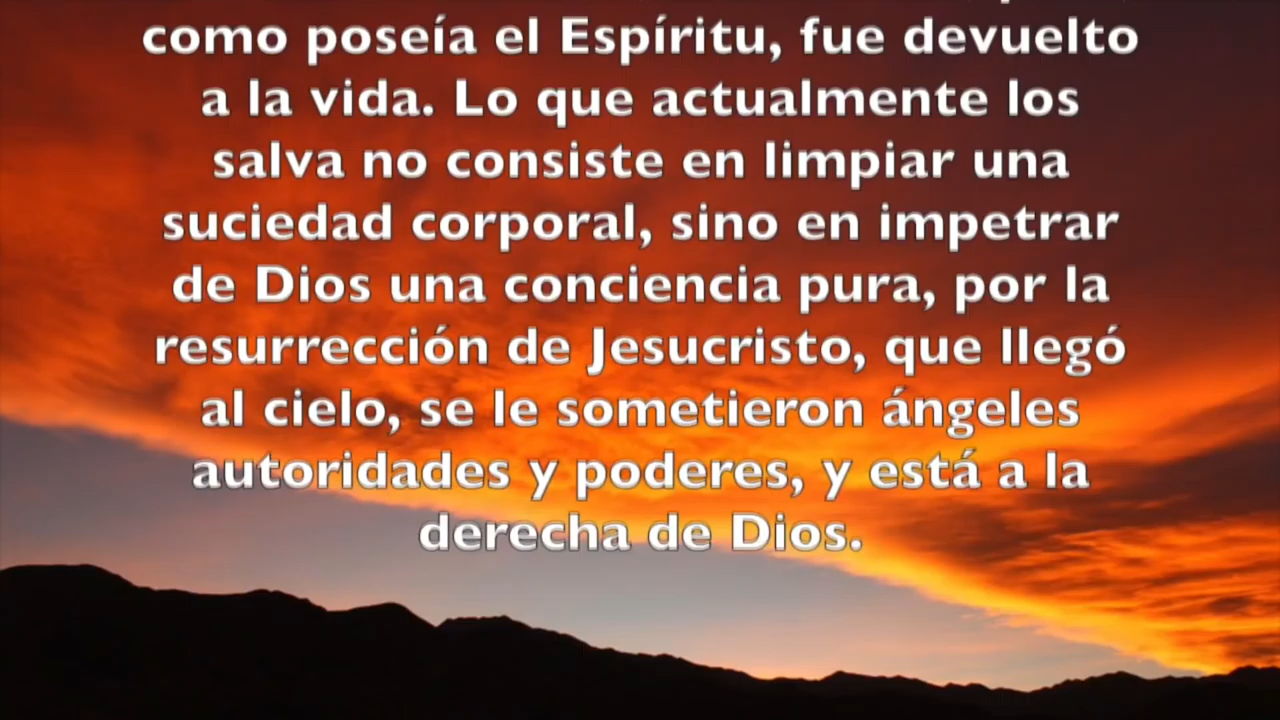 como poseía el Espíritu, fue devuelto
a la vida. Lo que actualmente los
salva no consiste en limpiar una
suciedad corporal, sino en impetrar
de Dios una conciencia pura, por la
resurrección de Jesucristo, que llegó
al cielo, se le sometieron ángeles
autoridades y poderes, y está a la
derecha de Dios.